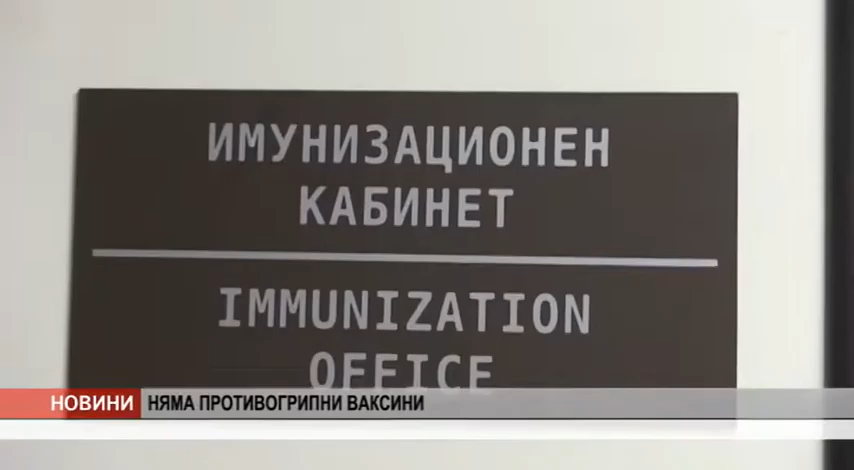 ИМУНИЗАЦИОНЕН
КАБИНЕТ
IMMUNIZATION
OFFICE
НОВИНИ НЯМА ПРОТИВОГРИПНИ ВАКСИНИ